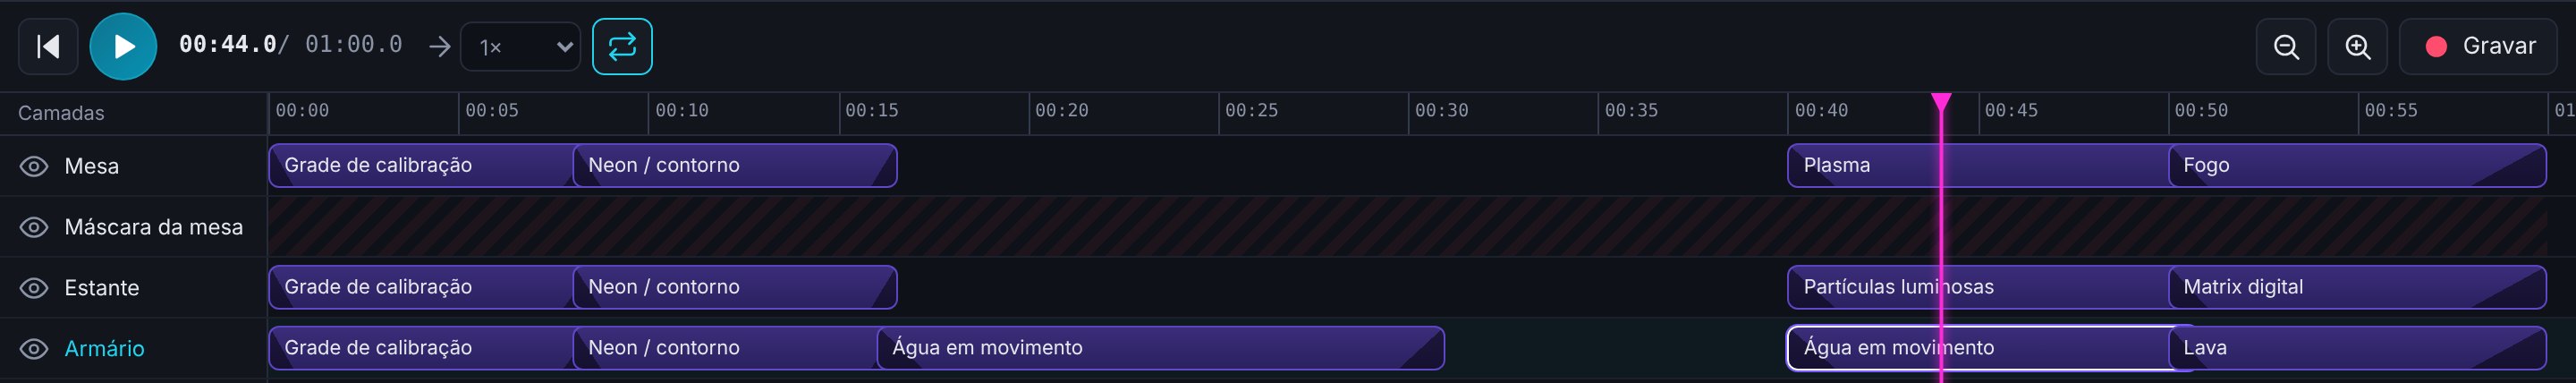 00:44.0/ 01:00.0 → 1× Gravar
Camadas 00:00 00:05 00:10 00:15 00:20 00:25 00:30 00:35 00:40 00:45 00:50 00:55 01
Mesa Grade de calibração Neon / contorno Plasma Fogo
Máscara da mesa
Estante Grade de calibração Neon / contorno Partículas luminosas Matrix digital
Armário Grade de calibração Neon / contorno Água em movimento Água em movimento Lava